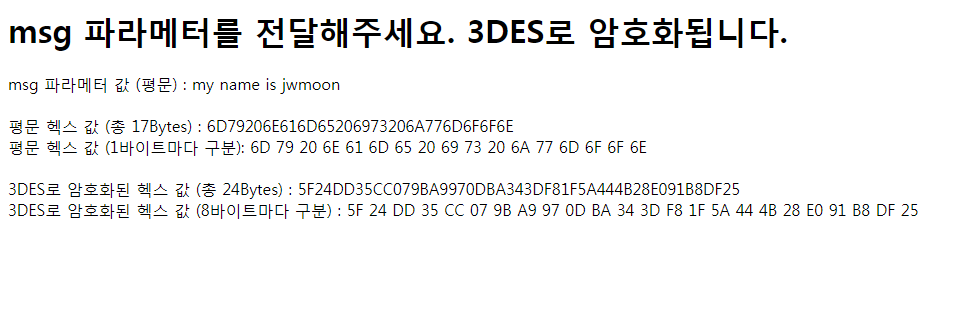 msg 파라메터를 전달해주세요. 3DES로 암호화됩니다.
msg 파라메터 값 (평문) : my name is jwmoon
평문 헥스 값 (총 17Bytes) : 6D79206E616D65206973206A776D6F6F6E
평문 헥스 값 (1바이트마다 구분): 6D 79 20 6E 61 6D 65 20 69 73 20 6A 77 6D 6F 6F 6E
3DES로 암호화된 헥스 값 (총 24Bytes) : 5F24DD35CC079BA9970DBA343DF81F5A444B28E091B8DF25
3DES로 암호화된 헥스 값 (8바이트마다 구분) : 5F 24 DD 35 CC 07 9B A9 97 0D BA 34 3D F8 1F 5A 44 4B 28 E0 91 B8 DF 25